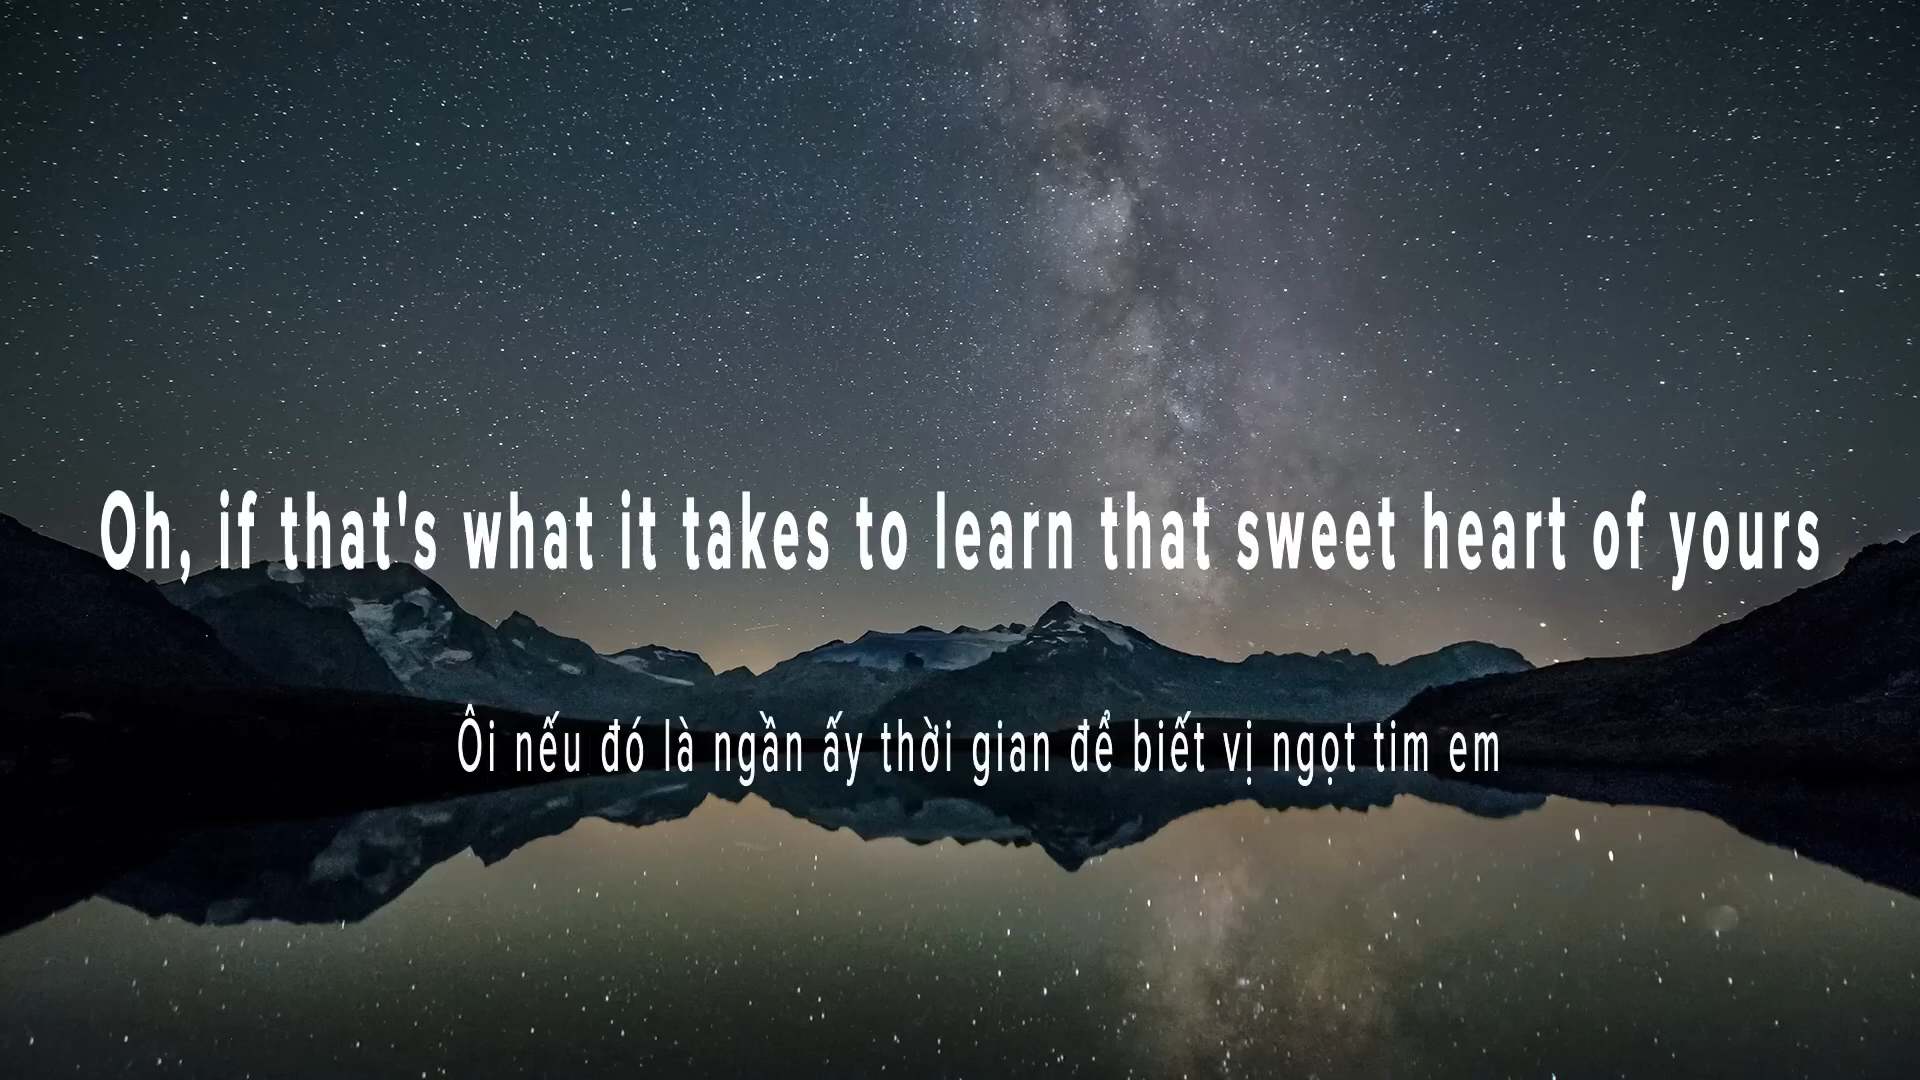 Oh, if that's what it takes to learn that sweet heart of yours
Ôi nếu đó là ngần ấy thời gian để biết vị ngọt tim em